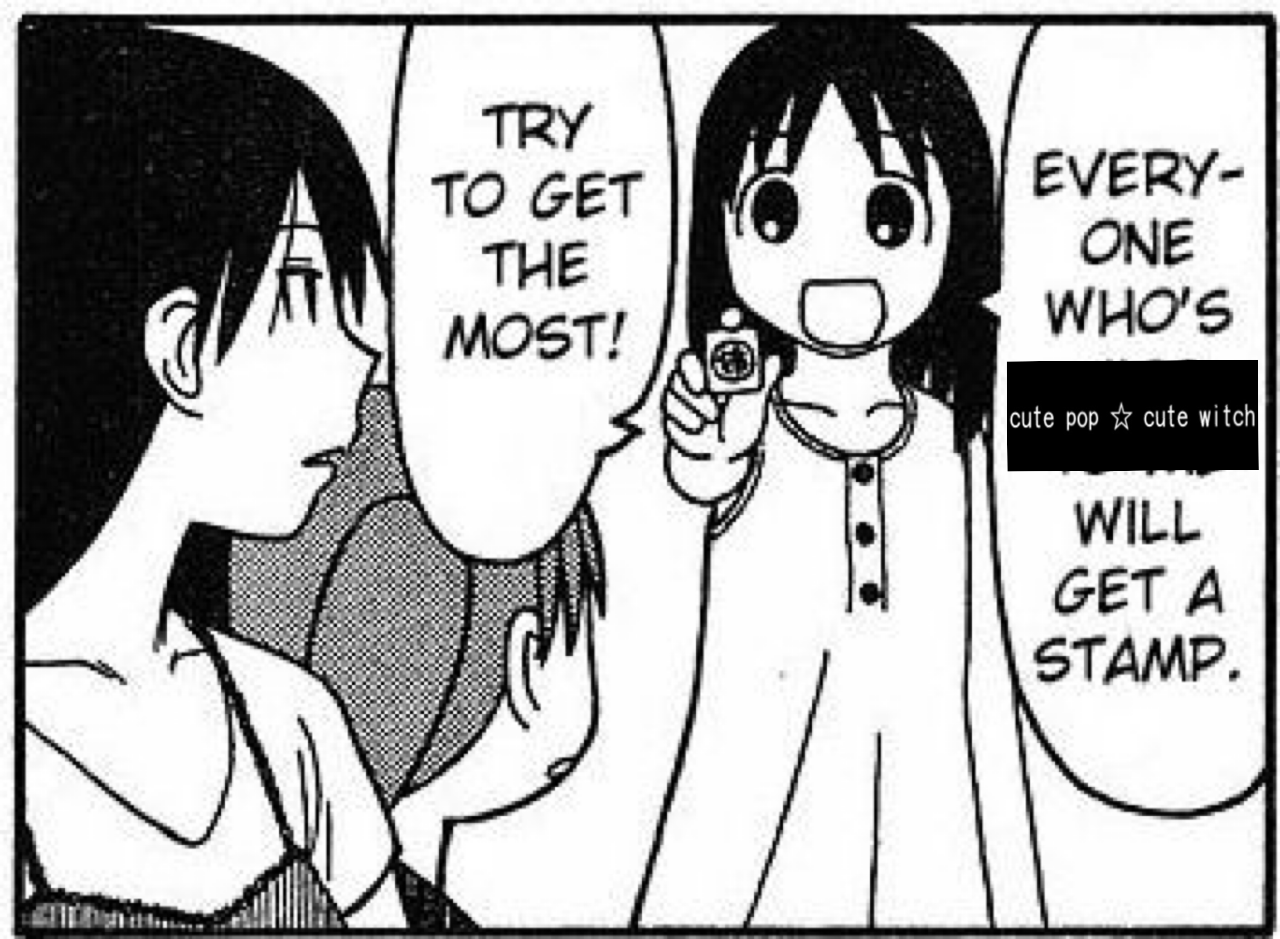 EVERY-
ONE
WHO'S
cute pop ☆ cute witch
WILL
GET A
STAMP.
TRY
TO GET
THE
MOST!